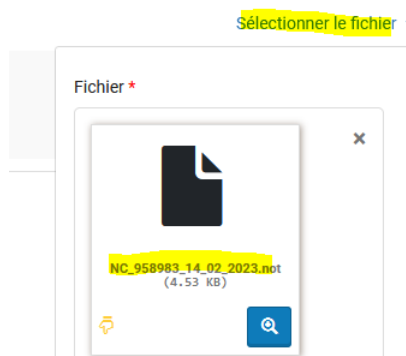 Sélectionner le fichier
Fichier *
NC_958983_14_02_2023.not
(4.53 KB)